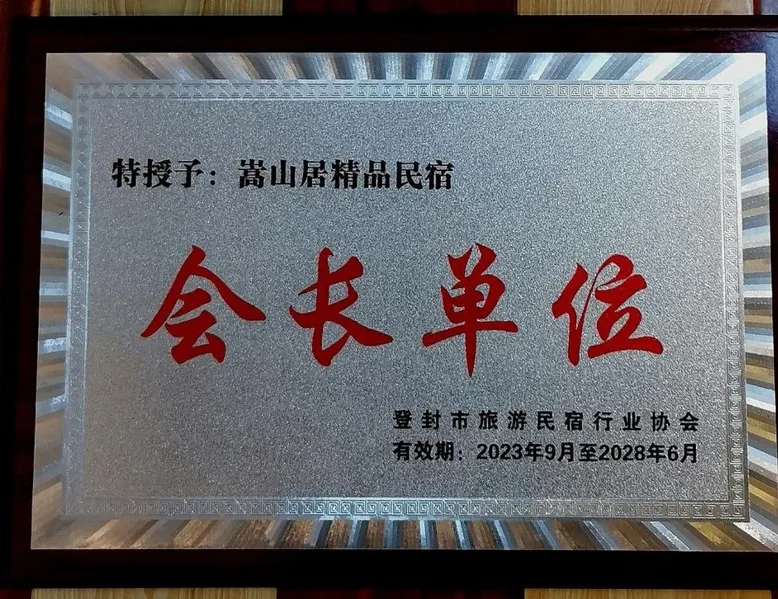 特授予：嵩山居精品民宿
会长单位
登封市旅游民宿行业协会
有效期：2023年9月至2028年6月